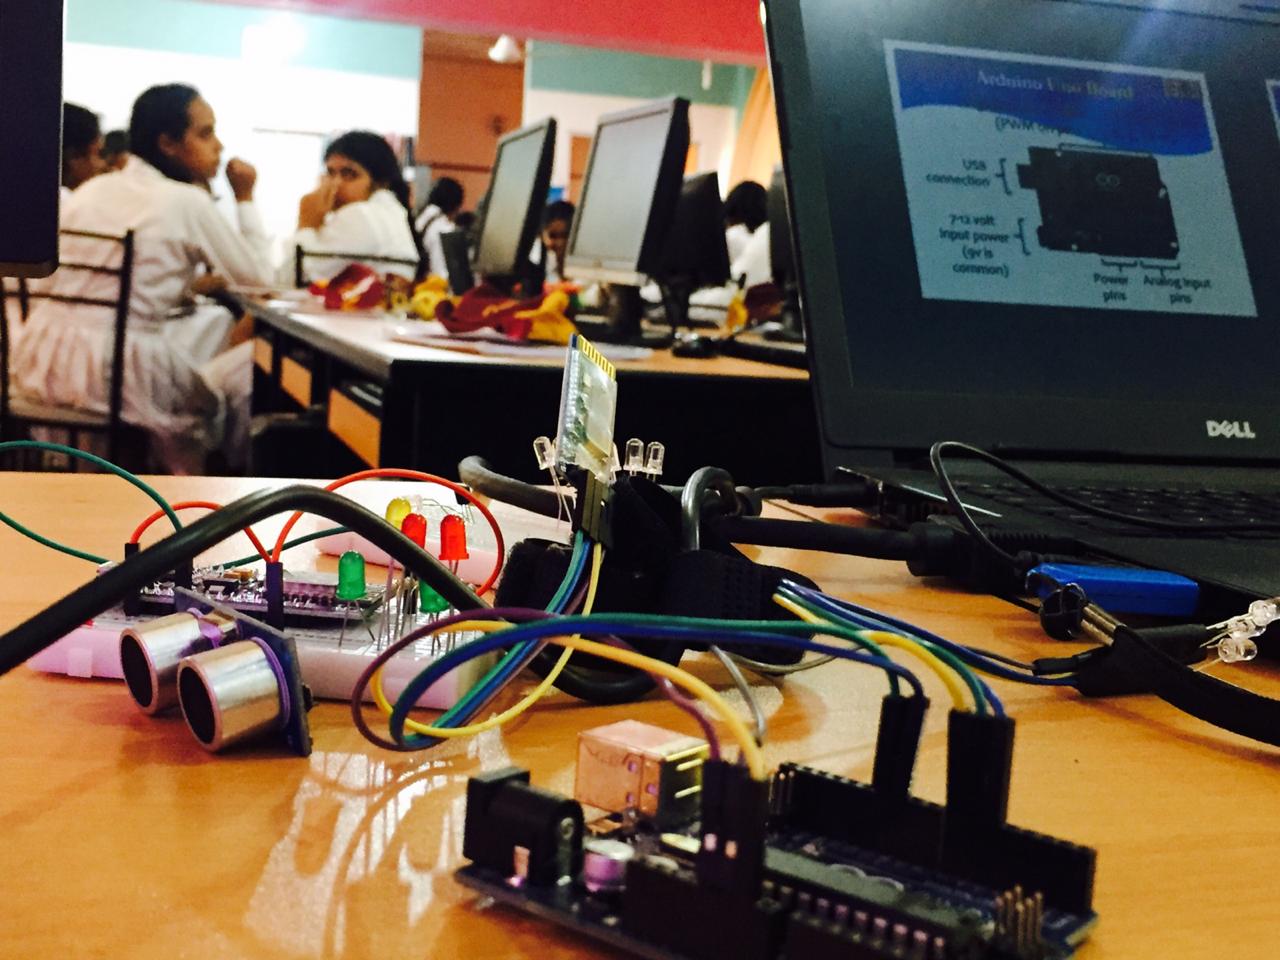 Arduino Uno Board
USB
connection
7-12 volt
Input power
(9v is
common)
Power
pins
Analog Input
pins
DELL